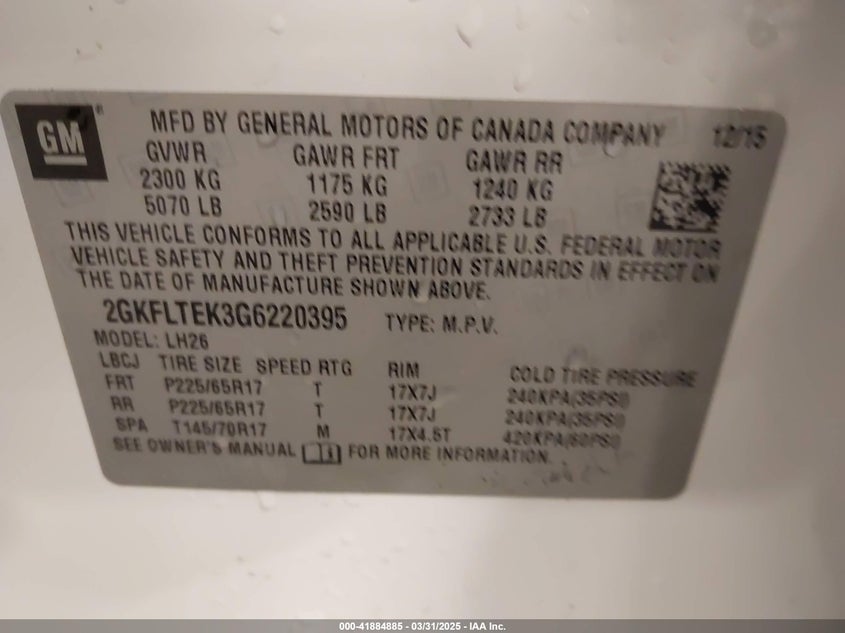 GM ®
MFD BY GENERAL MOTORS OF CANADA COMPANY 12/15
GVWR GAWR FRT GAWR RR
2300 KG 1175 KG 1240 KG
5070 LB 2590 LB 2733 LB
THIS VEHICLE CONFORMS TO ALL APPLICABLE U.S. FEDERAL MOTOR
VEHICLE SAFETY AND THEFT PREVENTION STANDARDS IN EFFECT ON
THE DATE OF MANUFACTURE SHOWN ABOVE.
2GKFLTEK3G6220395 TYPE: M.P.V.
MODEL: LH26
LBCJ TIRE SIZE SPEED RTG RIM COLD TIRE PRESSURE
FRT P225/65R17 T 17X7J 240KPA(35PSI)
RR P225/65R17 T 17X7J 240KPA(35PSI)
SPA T145/70R17 M 17X4.5T 420KPA(60PSI)
SEE OWNER'S MANUAL FOR MORE INFORMATION.
000-41884885 - 03/31/2025 - IAA Inc.